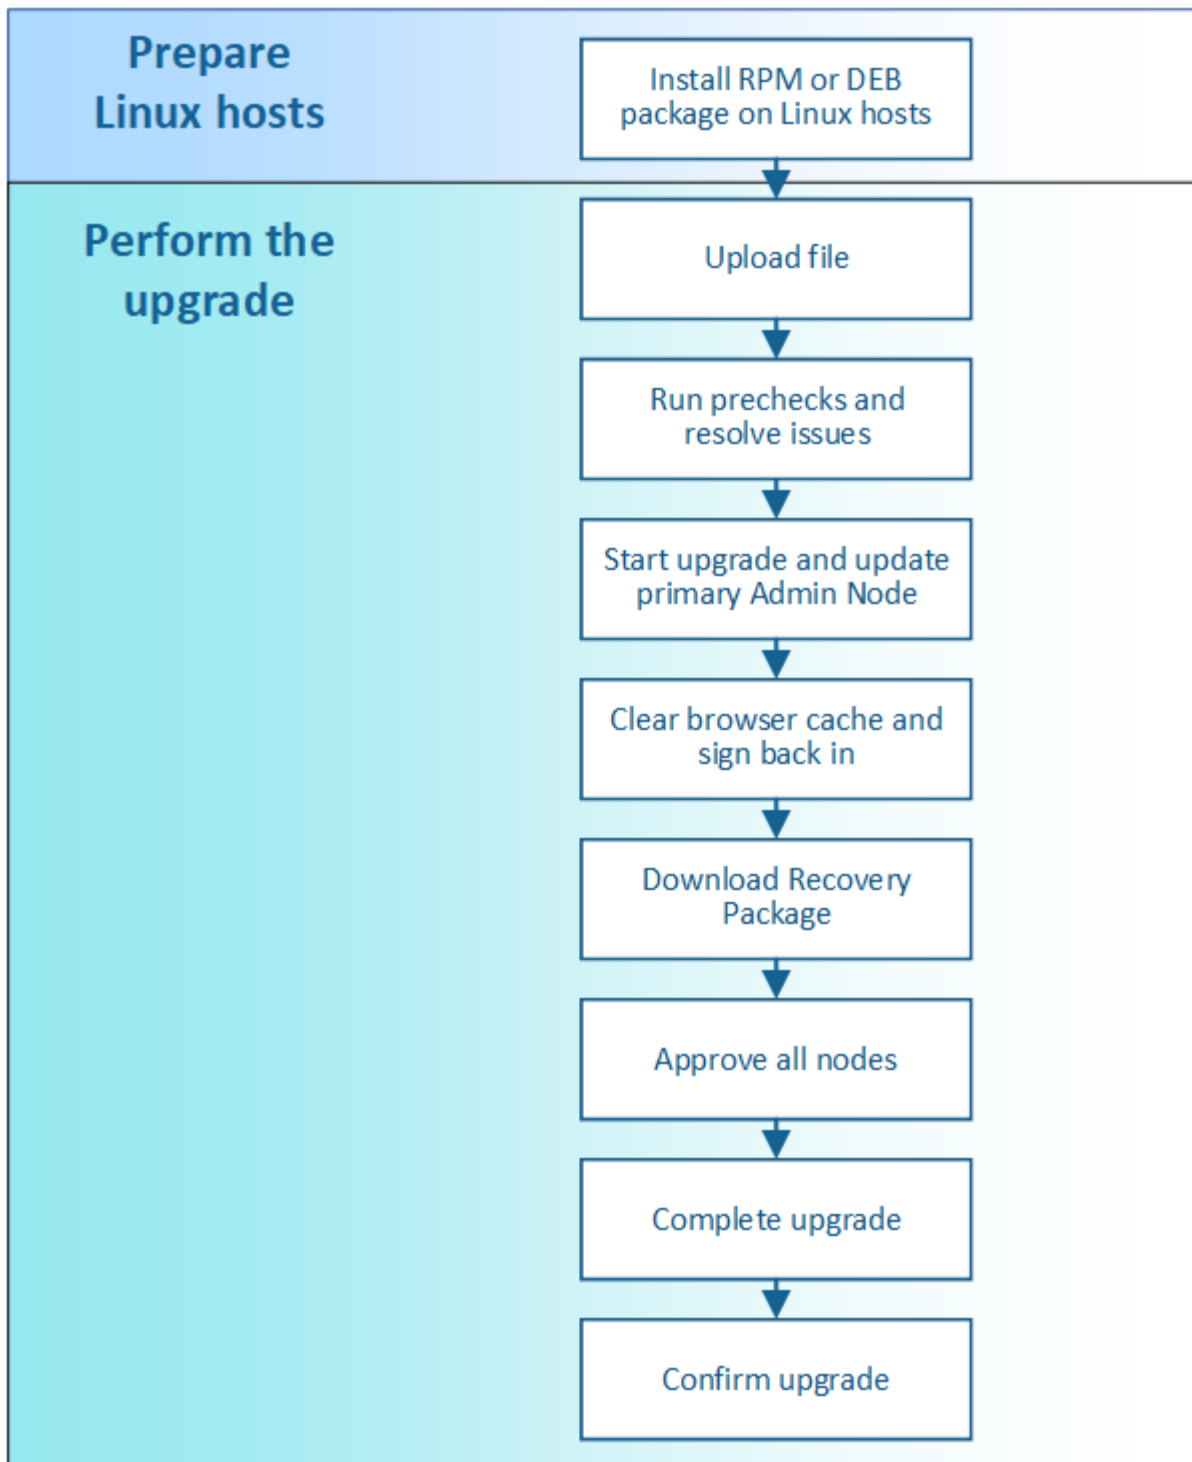 Prepare
Linux hosts
Install RPM or DEB
package on Linux hosts
Perform the
upgrade
Upload file
Run prechecks and
resolve issues
Start upgrade and update
primary Admin Node
Clear browser cache and
sign back in
Download Recovery
Package
Approve all nodes
Complete upgrade
Confirm upgrade